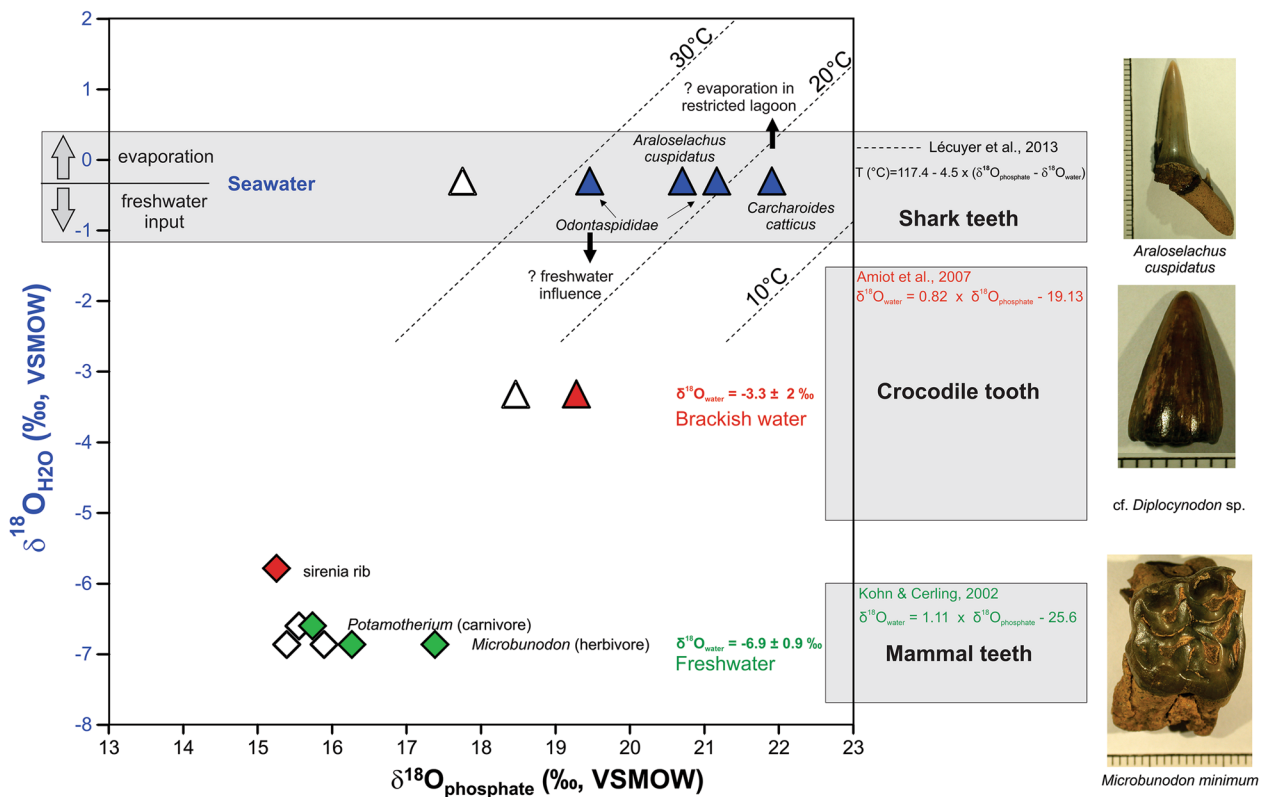 2
1
0
-1
-2
-3
-4
-5
-6
-7
-8
δ18OH2O (‰, VSMOW)
13 14 15 16 17 18 19 20 21 22 23
δ18Ophosphate (‰, VSMOW)
30°C
20°C
10°C
evaporation
freshwater
input
Seawater
? evaporation in
restricted lagoon
Araloselachus
cuspidatus
Odontaspididae
Carcharoides
catticus
? freshwater
influence
Lécuyer et al., 2013
T (°C)=117.4 - 4.5 x (δ18Ophosphate - δ18Owater)
Shark teeth
Amiot et al., 2007
δ18Owater = 0.82 x δ18Ophosphate - 19.13
δ18Owater = -3.3 ± 2 ‰
Brackish water
Crocodile tooth
sirenia rib
Potamotherium (carnivore)
Microbunodon (herbivore)
δ18Owater = -6.9 ± 0.9 ‰
Freshwater
Kohn & Cerling, 2002
δ18Owater = 1.11 x δ18Ophosphate - 25.6
Mammal teeth
Araloselachus
cuspidatus
cf. Diplocynodon sp.
Microbunodon minimum